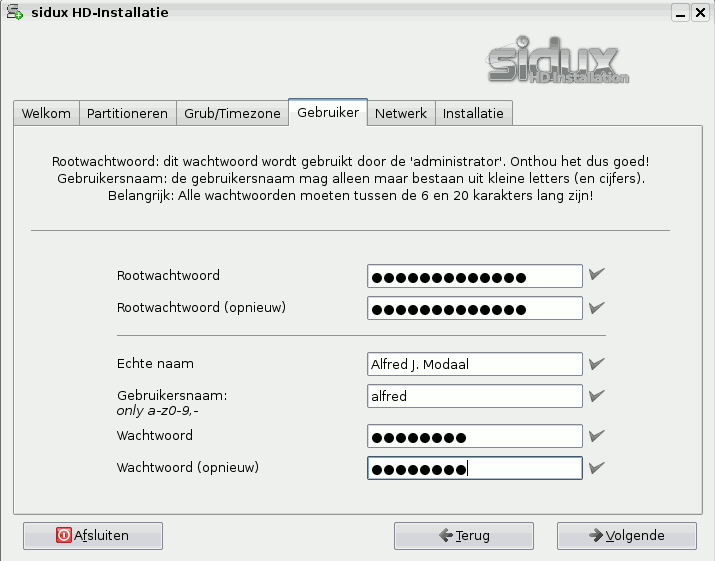 sidux HD-Installatie
sidux
HD-Installation
Welkom
Partitioneren
Grub/Timezone
Gebruiker
Netwerk
Installatie
Rootwachtwoord: dit wachtwoord wordt gebruikt door de 'administrator'. Onthou het dus goed!
Gebruikersnaam: de gebruikersnaam mag alleen maar bestaan uit kleine letters (en cijfers).
Belangrijk: Alle wachtwoorden moeten tussen de 6 en 20 karakters lang zijn!
Rootwachtwoord ●●●●●●●●●●●●●
Rootwachtwoord (opnieuw) ●●●●●●●●●●●●●
Echte naam Alfred J. Modaal
Gebruikersnaam: alfred
only a-z0-9,-
Wachtwoord ●●●●●●●●
Wachtwoord (opnieuw) ●●●●●●●●
Afsluiten
Terug
Volgende